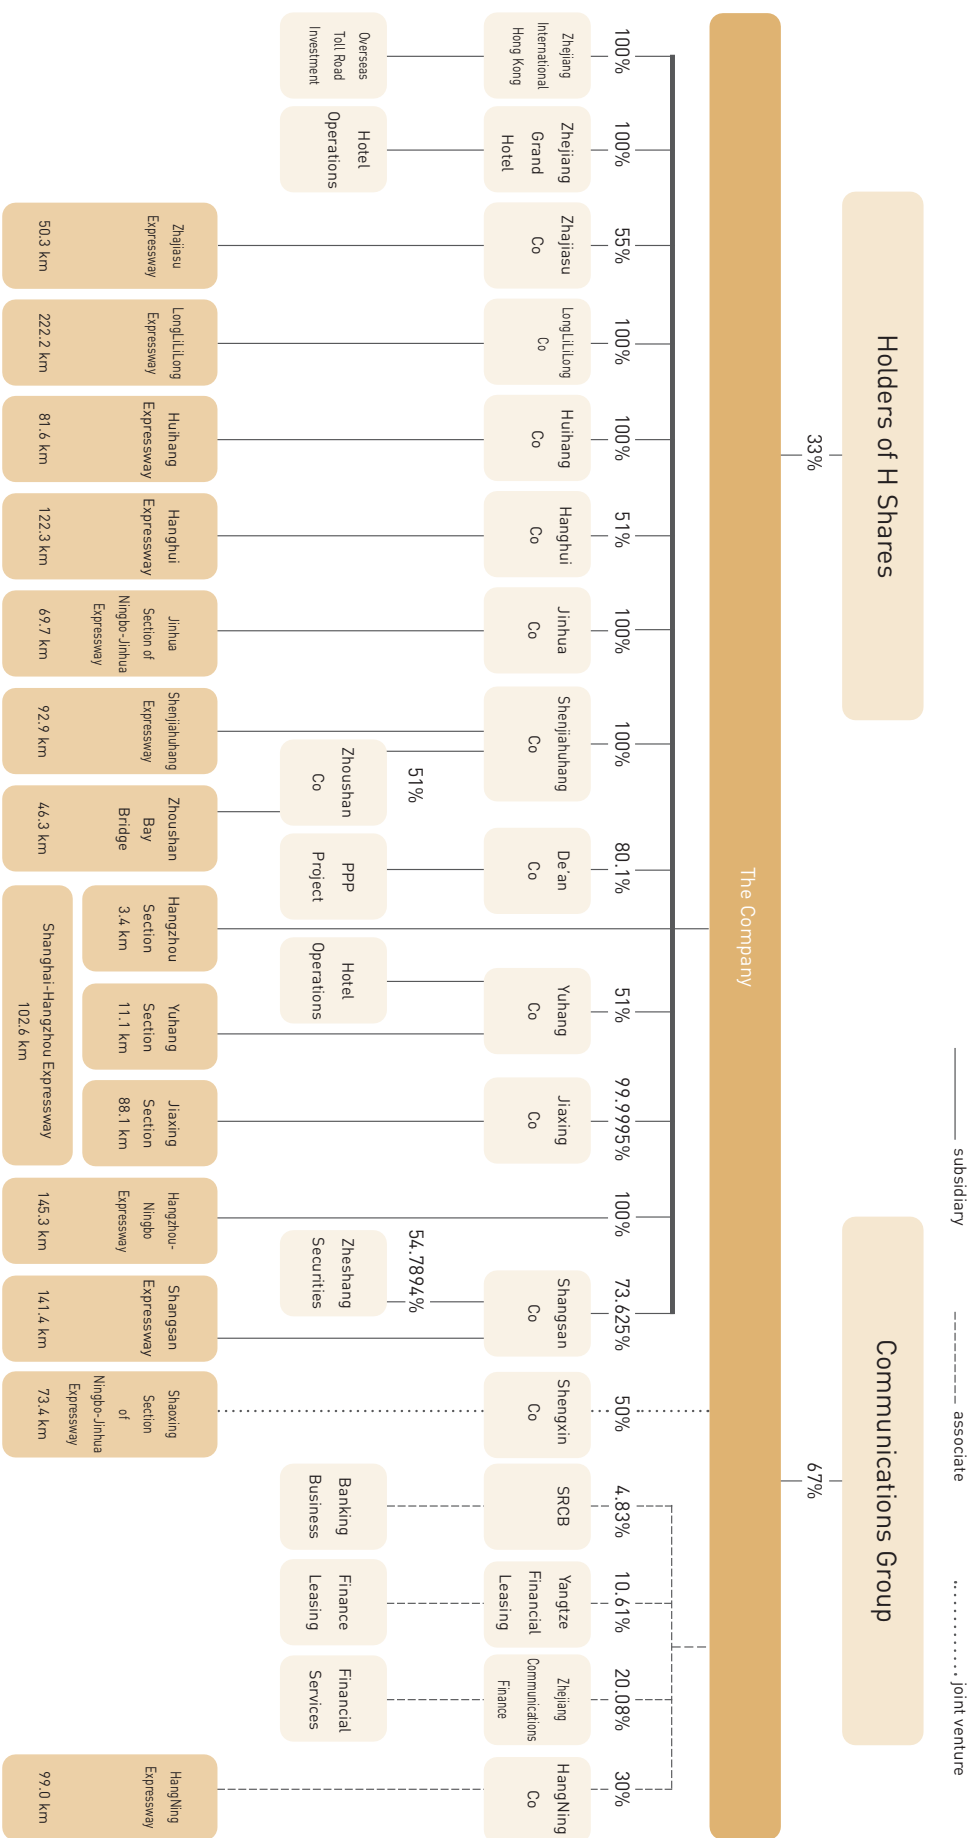 subsidiary
associate
joint venture
Holders of H Shares
Communications Group
33%
67%
The Company
100%
100%
55%
100%
100%
51%
100%
100%
80.1%
51%
99.9995%
100%
73.625%
50%
4.83%
10.61%
20.08%
30%
Zhejiang
International
Hong Kong
Zhejiang
Grand
Hotel
Zhajiasu
Co
LongLiLiLong
Co
Huihang
Co
Hanghui
Co
Jinhua
Co
Shenjiahuhang
Co
De'an
Co
Yuhang
Co
Jiaxing
Co
Shangsan
Co
Shengxin
Co
SRCB
Yangtze
Financial
Leasing
Zhejiang
Communications
Finance
HangNing
Co
51%
54.7894%
Overseas
Toll Road
Investment
Hotel
Operations
Zhoushan
Co
PPP
Project
Hotel
Operations
Zheshang
Securities
Banking
Business
Finance
Leasing
Financial
Services
Zhajiasu
Expressway
50.3 km
LongLiLiLong
Expressway
222.2 km
Huihang
Expressway
81.6 km
Hanghui
Expressway
122.3 km
Jinhua
Section of
Ningbo-Jinhua
Expressway
69.7 km
Shenjiahuhang
Expressway
92.9 km
Zhoushan
Bay
Bridge
46.3 km
Hangzhou
Section
3.4 km
Yuhang
Section
11.1 km
Jiaxing
Section
88.1 km
Shanghai-Hangzhou Expressway
102.6 km
Hangzhou-
Ningbo
Expressway
145.3 km
Shangsan
Expressway
141.4 km
Shaoxing
Section
of
Ningbo-Jinhua
Expressway
73.4 km
HangNing
Expressway
99.0 km